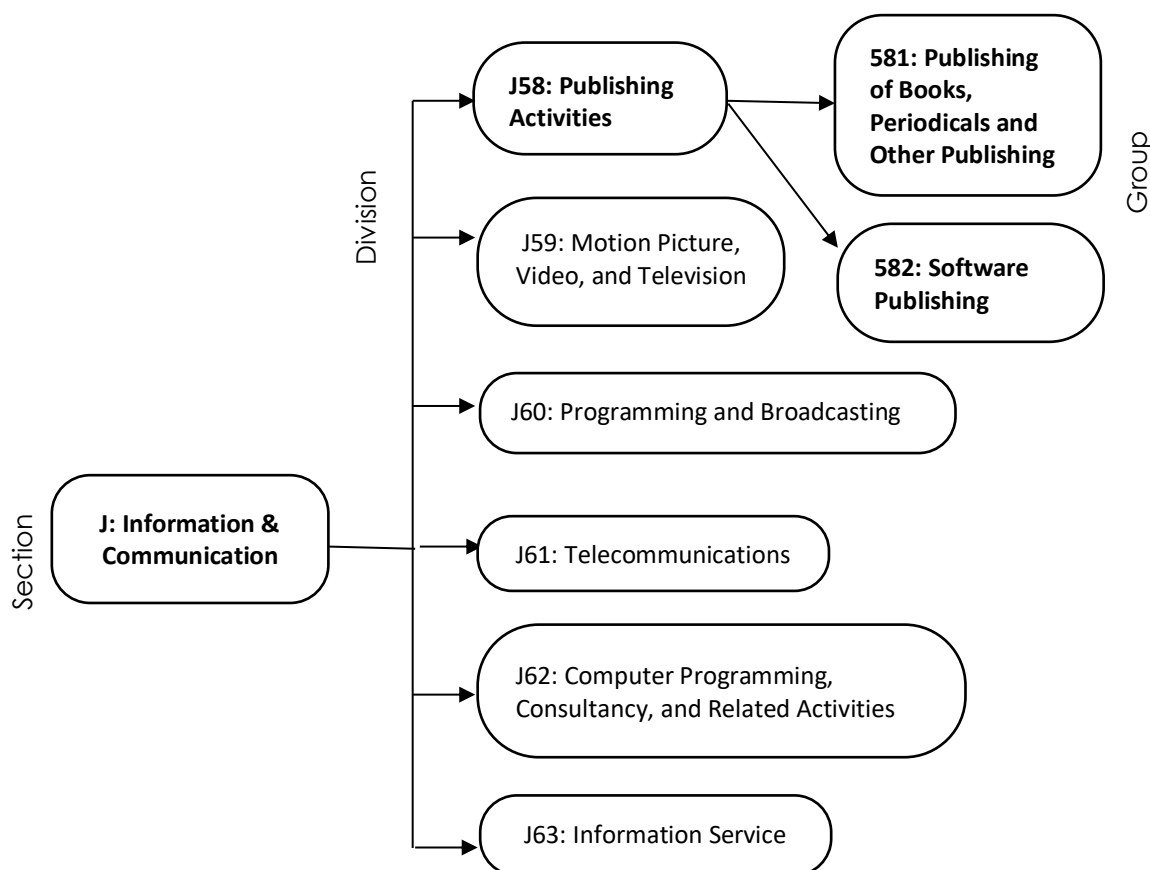 Section
J: Information &
Communication
Division
J58: Publishing
Activities
J59: Motion Picture,
Video, and Television
J60: Programming and Broadcasting
J61: Telecommunications
J62: Computer Programming,
Consultancy, and Related Activities
J63: Information Service
581: Publishing
of Books,
Periodicals and
Other Publishing
582: Software
Publishing
Group